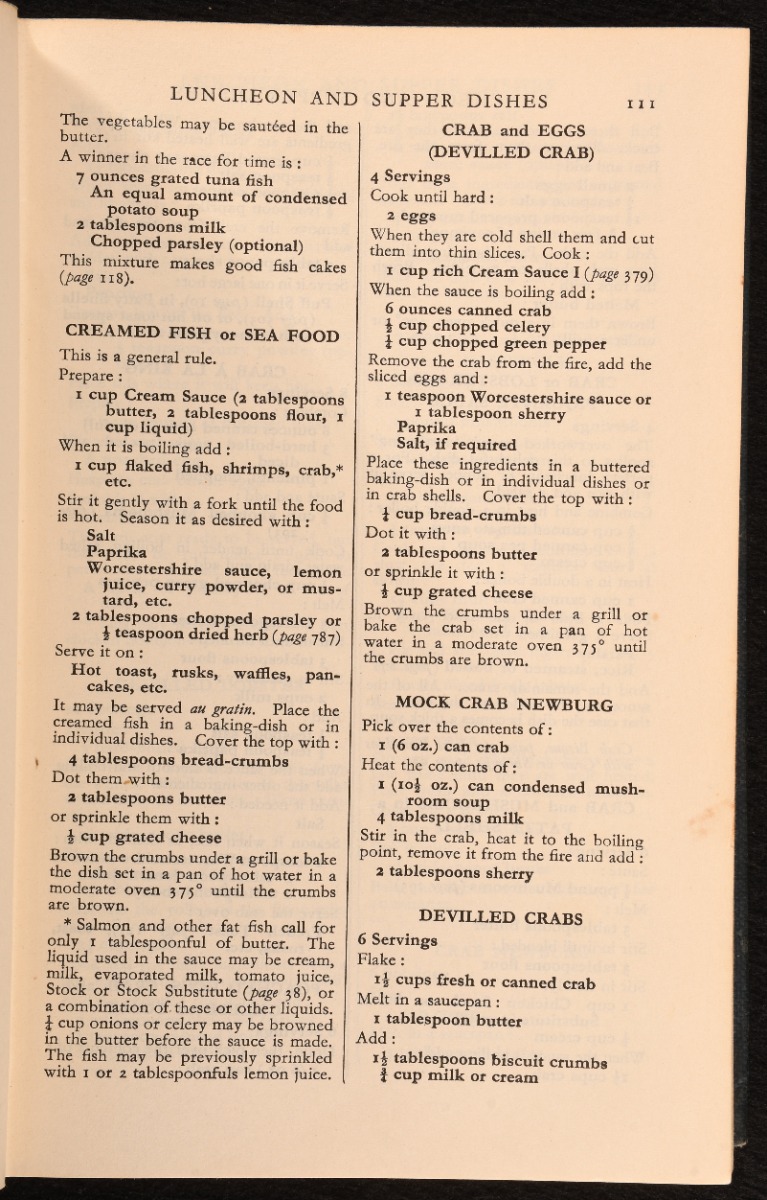 LUNCHEON AND SUPPER DISHES 111
The vegetables may be sautéed in the
butter.
A winner in the race for time is :
7 ounces grated tuna fish
An equal amount of condensed
potato soup
2 tablespoons milk
Chopped parsley (optional)
This mixture makes good fish cakes
(page 118).
CREAMED FISH or SEA FOOD
This is a general rule.
Prepare :
1 cup Cream Sauce (2 tablespoons
butter, 2 tablespoons flour, 1
cup liquid)
When it is boiling add :
1 cup flaked fish, shrimps, crab,*
etc.
Stir it gently with a fork until the food
is hot. Season it as desired with :
Salt
Paprika
Worcestershire sauce, lemon
juice, curry powder, or mus-
tard, etc.
2 tablespoons chopped parsley or
½ teaspoon dried herb (page 787)
Serve it on :
Hot toast, rusks, waffles, pan-
cakes, etc.
It may be served au gratin. Place the
creamed fish in a baking-dish or in
individual dishes. Cover the top with :
4 tablespoons bread-crumbs
Dot them with :
2 tablespoons butter
or sprinkle them with :
½ cup grated cheese
Brown the crumbs under a grill or bake
the dish set in a pan of hot water in a
moderate oven 375° until the crumbs
are brown.
* Salmon and other fat fish call for
only 1 tablespoonful of butter. The
liquid used in the sauce may be cream,
milk, evaporated milk, tomato juice,
Stock or Stock Substitute (page 38), or
a combination of these or other liquids.
¼ cup onions or celery may be browned
in the butter before the sauce is made.
The fish may be previously sprinkled
with 1 or 2 tablespoonfuls lemon juice.
CRAB and EGGS
(DEVILLED CRAB)
4 Servings
Cook until hard :
2 eggs
When they are cold shell them and cut
them into thin slices. Cook :
1 cup rich Cream Sauce I (page 379)
When the sauce is boiling add :
6 ounces canned crab
½ cup chopped celery
¼ cup chopped green pepper
Remove the crab from the fire, add the
sliced eggs and :
1 teaspoon Worcestershire sauce or
1 tablespoon sherry
Paprika
Salt, if required
Place these ingredients in a buttered
baking-dish or in individual dishes or
in crab shells. Cover the top with :
¼ cup bread-crumbs
Dot it with :
2 tablespoons butter
or sprinkle it with :
½ cup grated cheese
Brown the crumbs under a grill or
bake the crab set in a pan of hot
water in a moderate oven 375° until
the crumbs are brown.
MOCK CRAB NEWBURG
Pick over the contents of :
1 (6 oz.) can crab
Heat the contents of :
1 (10½ oz.) can condensed mush-
room soup
4 tablespoons milk
Stir in the crab, heat it to the boiling
point, remove it from the fire and add :
2 tablespoons sherry
DEVILLED CRABS
6 Servings
Flake :
1½ cups fresh or canned crab
Melt in a saucepan :
1 tablespoon butter
Add :
1½ tablespoons biscuit crumbs
¾ cup milk or cream